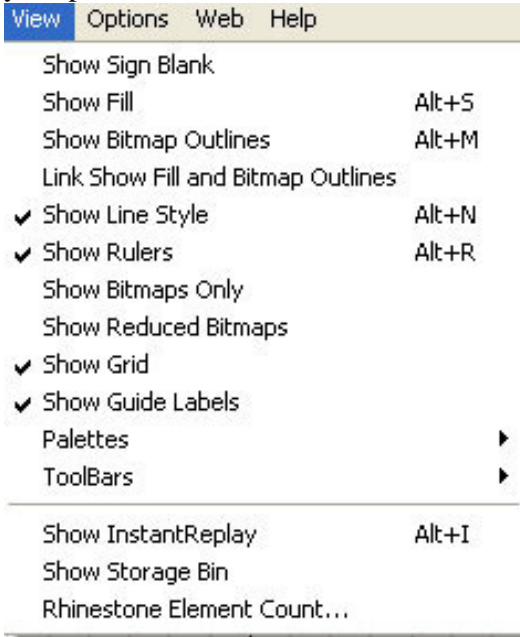 View Options Web Help
Show Sign Blank
Show Fill Alt+S
Show Bitmap Outlines Alt+M
Link Show Fill and Bitmap Outlines
Show Line Style Alt+N
Show Rulers Alt+R
Show Bitmaps Only
Show Reduced Bitmaps
Show Grid
Show Guide Labels
Palettes
ToolBars
Show InstantReplay Alt+I
Show Storage Bin
Rhinestone Element Count...